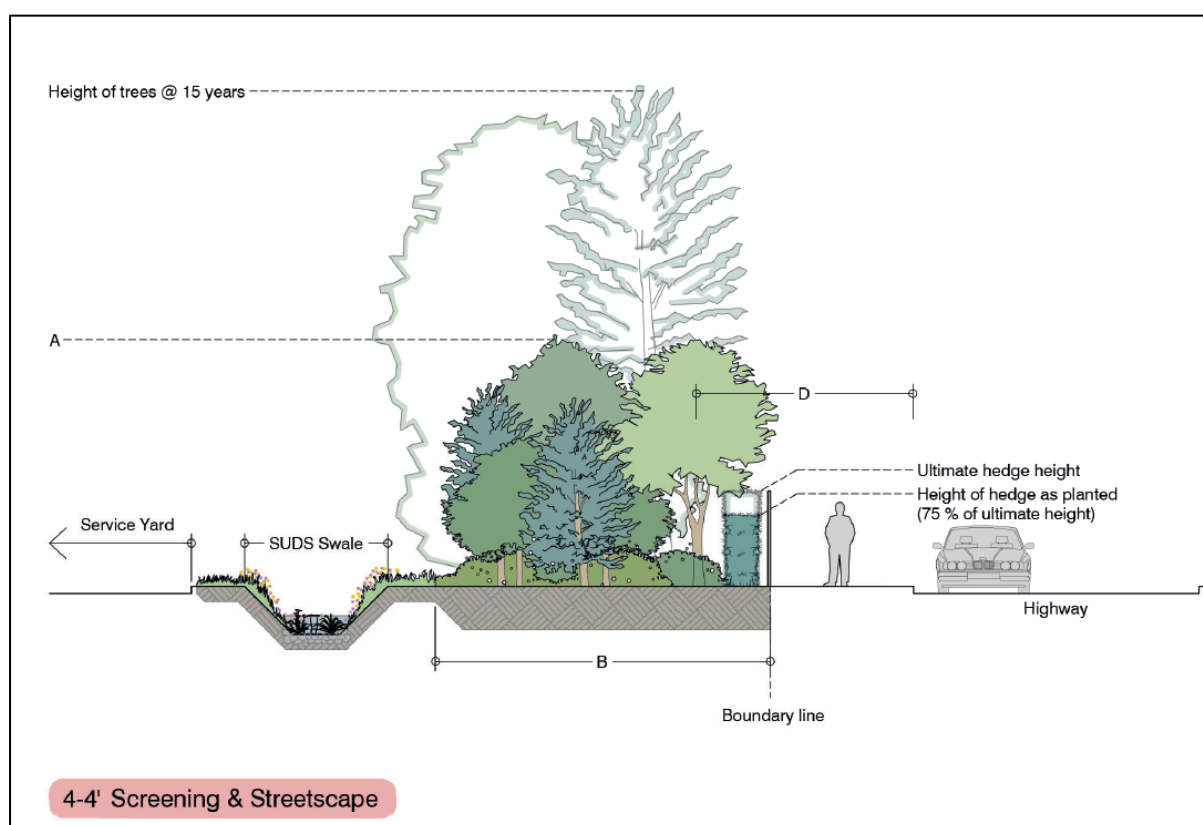 Height of trees @ 15 years
A
D
Ultimate hedge height
Height of hedge as planted
(75 % of ultimate height)
Service Yard
SUDS Swale
Highway
B
Boundary line
4-4' Screening & Streetscape